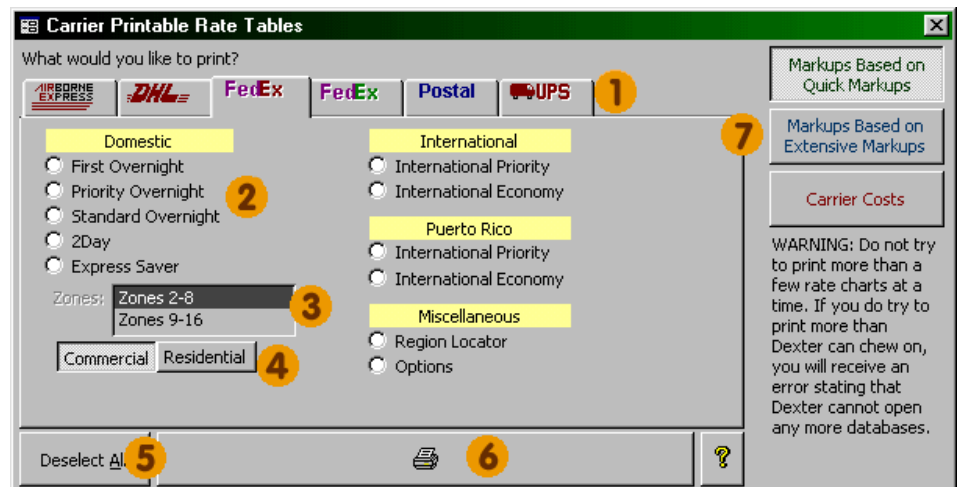 Carrier Printable Rate Tables
What would you like to print?
AIRBORNE
EXPRESS
DHL
FedEx
FedEx
Postal
UPS
1
Domestic
First Overnight
Priority Overnight
2
Standard Overnight
2Day
Express Saver
Zones:
Zones 2-8
Zones 9-16
3
Commercial
Residential
4
International
International Priority
International Economy
Puerto Rico
International Priority
International Economy
Miscellaneous
Region Locator
Options
Deselect
5
6
?
Markups Based on
Quick Markups
7
Markups Based on
Extensive Markups
Carrier Costs
WARNING: Do not try
to print more than a
few rate charts at a
time. If you do try to
print more than
Dexter can chew on,
you will receive an
error stating that
Dexter cannot open
any more databases.